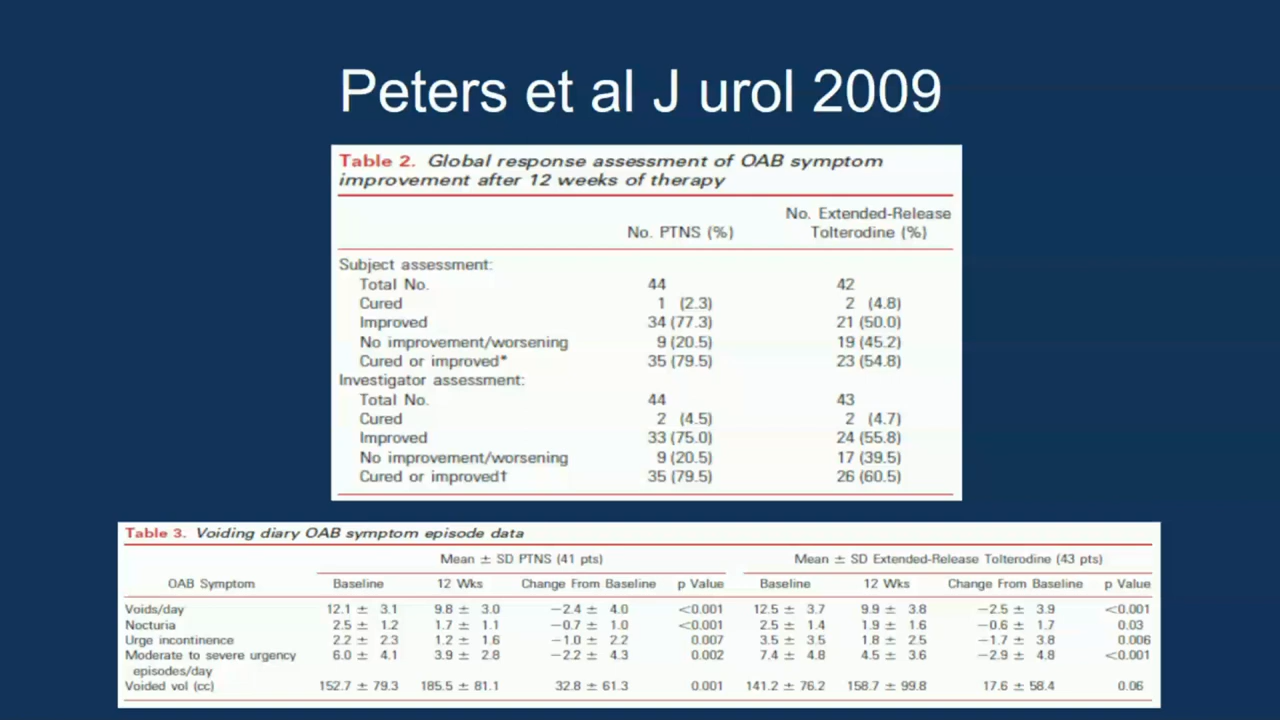 Peters et al J urol 2009
Table 2. Global response assessment of OAB symptom
improvement after 12 weeks of therapy
No. PTNS (%) No. Extended-Release
Tolterodine (%)
Subject assessment:
Total No. 44 42
Cured 1 (2.3) 2 (4.8)
Improved 34 (77.3) 21 (50.0)
No improvement/worsening 9 (20.5) 19 (45.2)
Cured or improved* 35 (79.5) 23 (54.8)
Investigator assessment:
Total No. 44 43
Cured 2 (4.5) 2 (4.7)
Improved 33 (75.0) 24 (55.8)
No improvement/worsening 9 (20.5) 17 (39.5)
Cured or improved† 35 (79.5) 26 (60.5)
Table 3. Voiding diary OAB symptom episode data
Mean ± SD PTNS (41 pts) Mean ± SD Extended-Release Tolterodine (43 pts)
OAB Symptom Baseline 12 Wks Change From Baseline p Value Baseline 12 Wks Change From Baseline p Value
Voids/day 12.1 ± 3.1 9.8 ± 3.0 −2.4 ± 4.0 <0.001 12.5 ± 3.7 9.9 ± 3.8 −2.5 ± 3.9 <0.001
Nocturia 2.5 ± 1.2 1.7 ± 1.1 −0.7 ± 1.0 <0.001 2.5 ± 1.4 1.9 ± 1.6 −0.6 ± 1.7 0.03
Urge incontinence 2.2 ± 2.3 1.2 ± 1.6 −1.0 ± 2.2 0.007 3.5 ± 3.5 1.8 ± 2.5 −1.7 ± 3.8 0.006
Moderate to severe urgency 6.0 ± 4.1 3.9 ± 2.8 −2.2 ± 4.3 0.002 7.4 ± 4.8 4.5 ± 3.6 −2.9 ± 4.8 <0.001
episodes/day
Voided vol (cc) 152.7 ± 79.3 185.5 ± 81.1 32.8 ± 61.3 0.001 141.2 ± 76.2 158.7 ± 99.8 17.6 ± 58.4 0.06